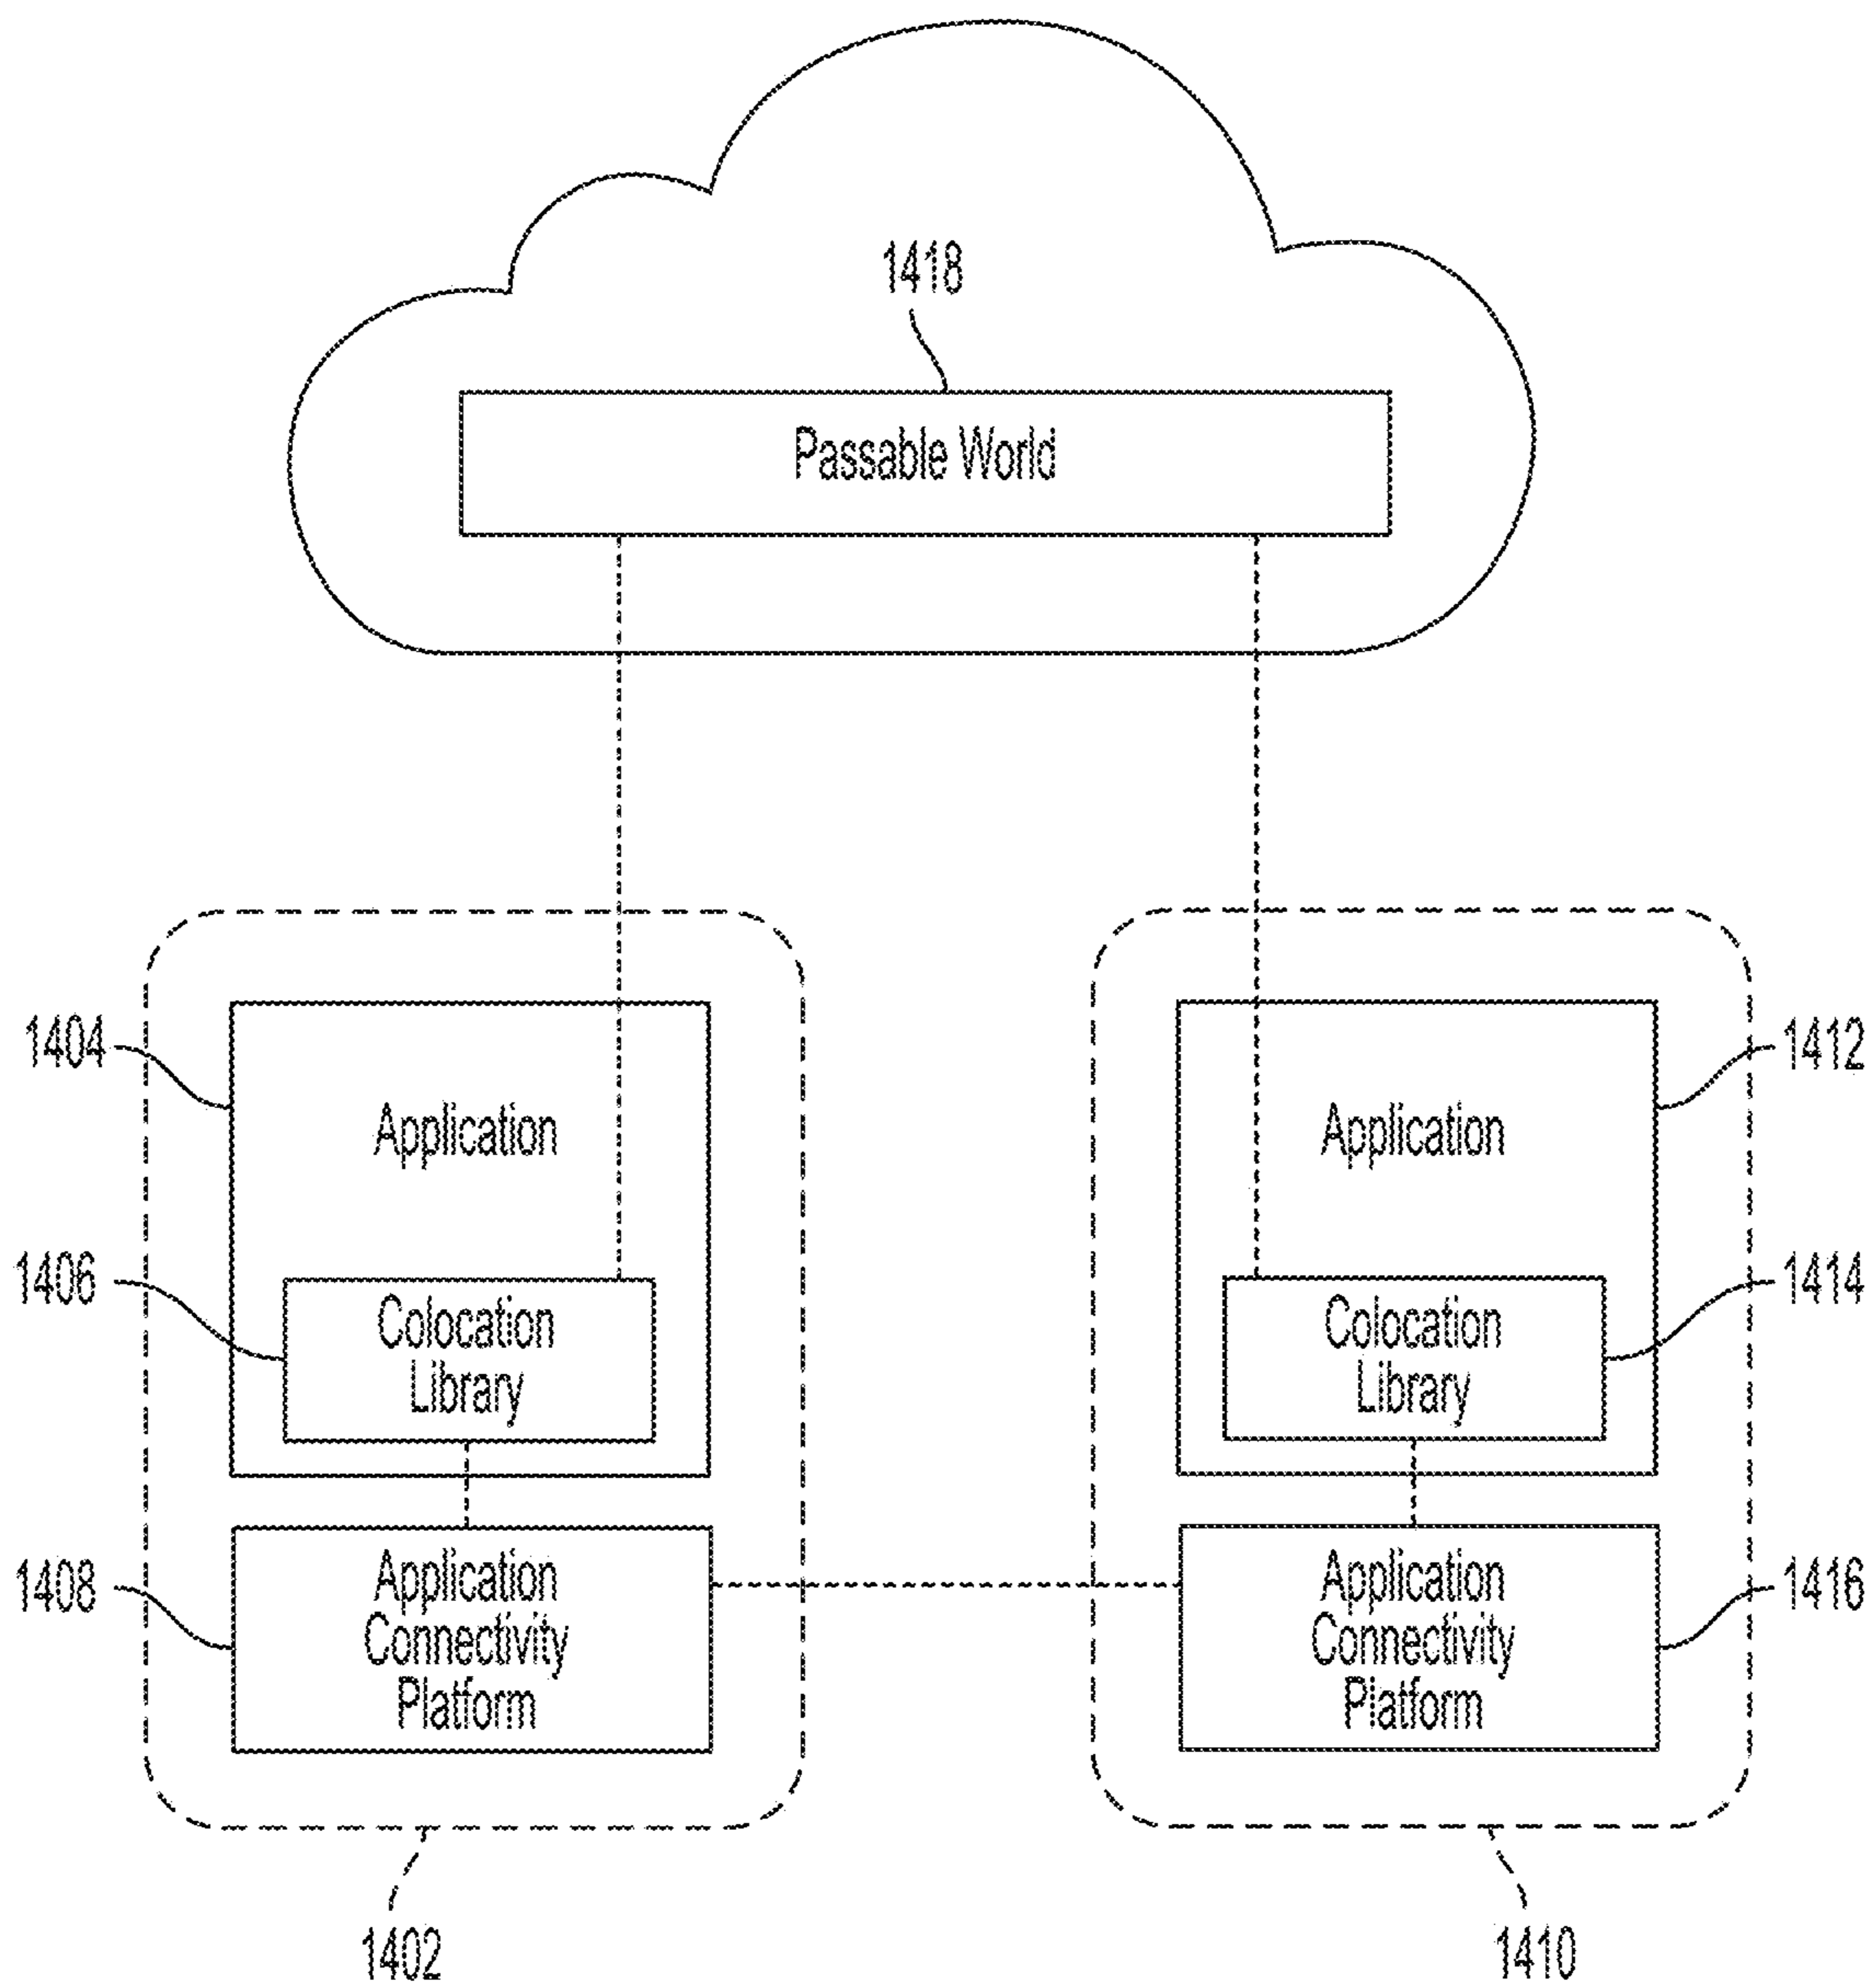 1418
Passable World
1404
Application
1412
Application
1406
Colocation
Library
1414
Colocation
Library
1408
Application
Connectivity
Platform
1416
Application
Connectivity
Platform
1402
1410